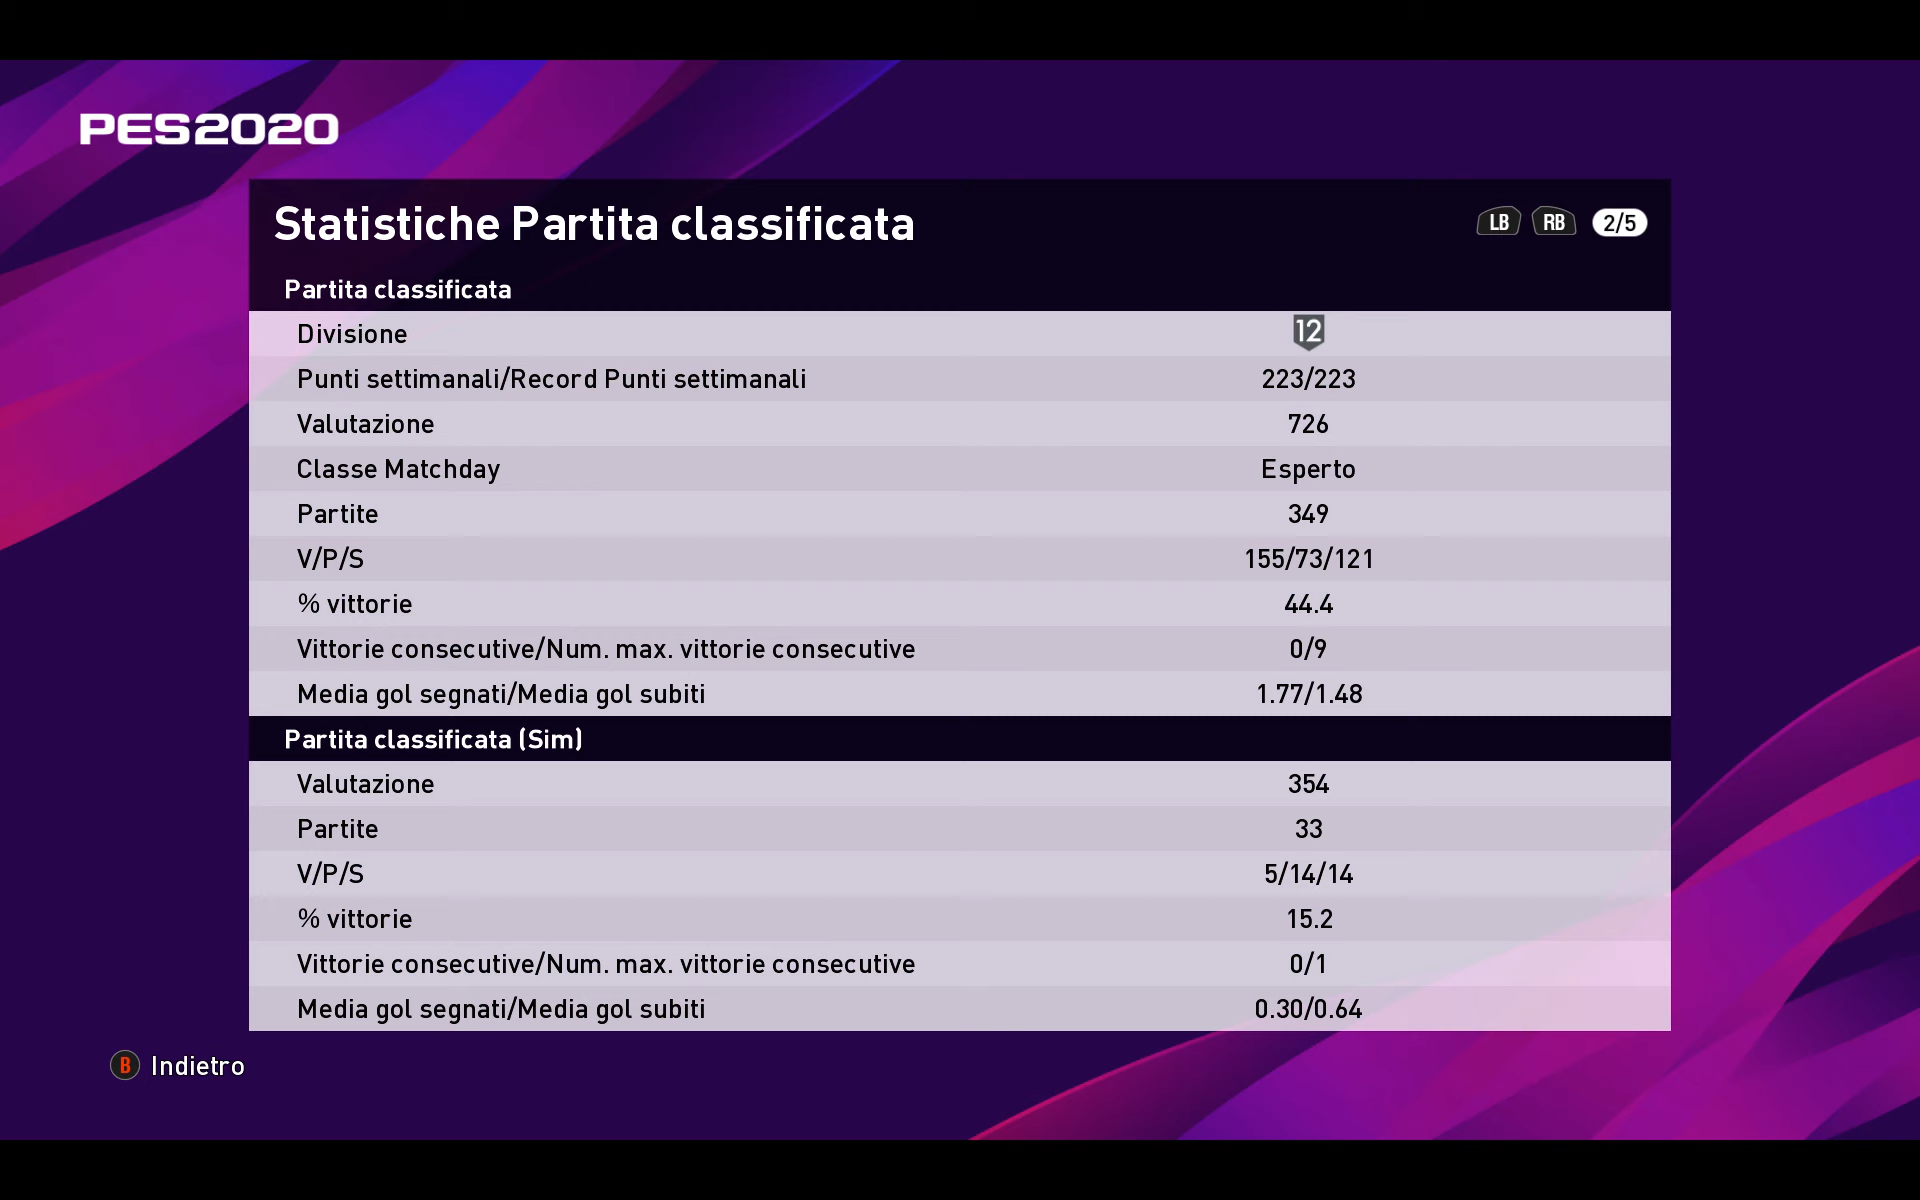 PES2020
Statistiche Partita classificata LB RB 2/5
Partita classificata
Divisione 12
Punti settimanali/Record Punti settimanali 223/223
Valutazione 726
Classe Matchday Esperto
Partite 349
V/P/S 155/73/121
% vittorie 44.4
Vittorie consecutive/Num. max. vittorie consecutive 0/9
Media gol segnati/Media gol subiti 1.77/1.48
Partita classificata (Sim)
Valutazione 354
Partite 33
V/P/S 5/14/14
% vittorie 15.2
Vittorie consecutive/Num. max. vittorie consecutive 0/1
Media gol segnati/Media gol subiti 0.30/0.64
B Indietro